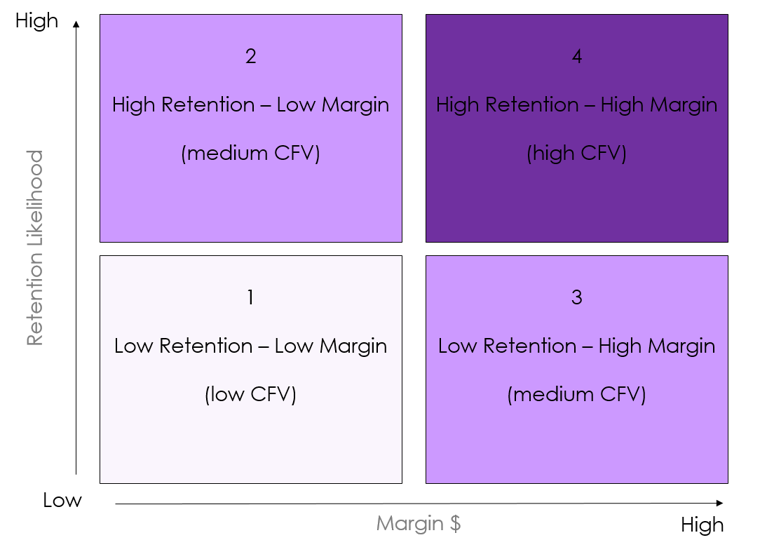 High
2
High Retention – Low Margin
(medium CFV)
4
High Retention – High Margin
(high CFV)
Retention Likelihood
1
Low Retention – Low Margin
(low CFV)
3
Low Retention – High Margin
(medium CFV)
Low
Margin $
High